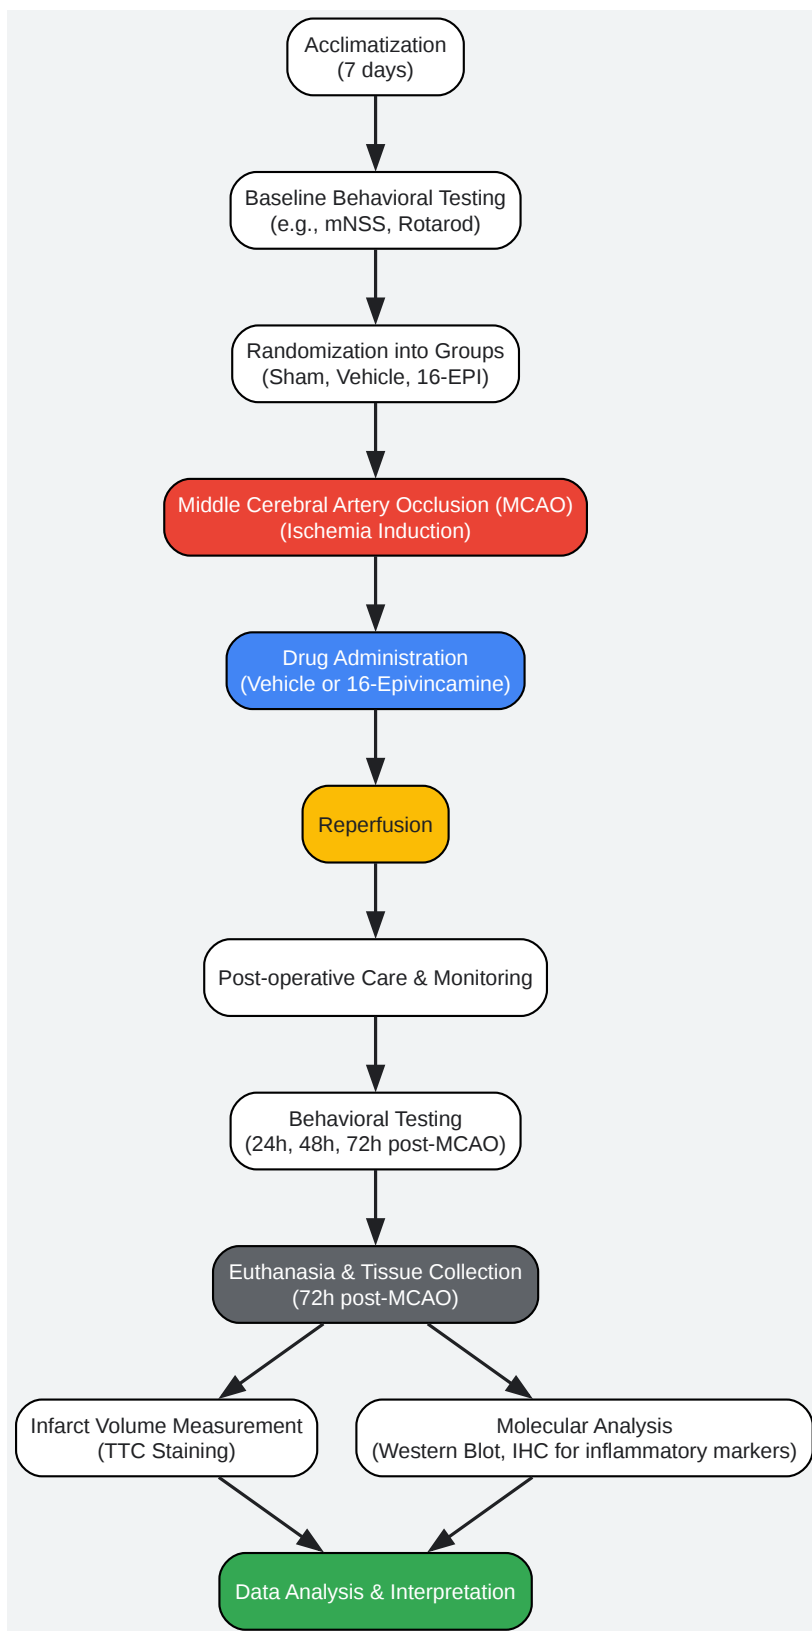 Acclimatization
(7 days)
Baseline Behavioral Testing
(e.g., mNSS, Rotarod)
Randomization into Groups
(Sham, Vehicle, 16-EPI)
Middle Cerebral Artery Occlusion (MCAO)
(Ischemia Induction)
Drug Administration
(Vehicle or 16-Epivincamine)
Reperfusion
Post-operative Care & Monitoring
Behavioral Testing
(24h, 48h, 72h post-MCAO)
Euthanasia & Tissue Collection
(72h post-MCAO)
Infarct Volume Measurement
(TTC Staining)
Molecular Analysis
(Western Blot, IHC for inflammatory markers)
Data Analysis & Interpretation